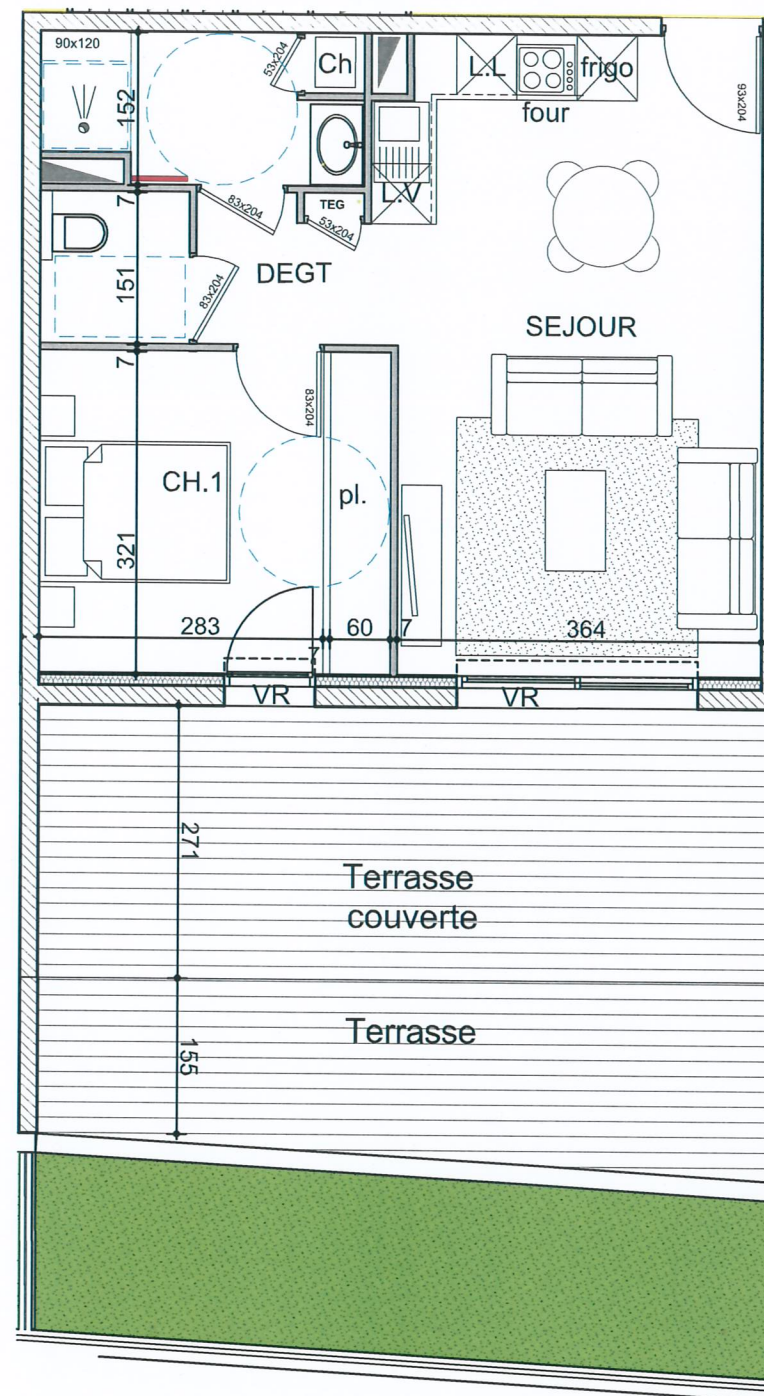 90x120
53x204
Ch
L.L
frigo
four
93x204
152
L.V
TEG
83x204
53x204
7
DEGT
151
83x204
SEJOUR
7
83x204
CH.1
pl.
321
283
60
7
364
7
VR
VR
271
Terrasse
couverte
Terrasse
155